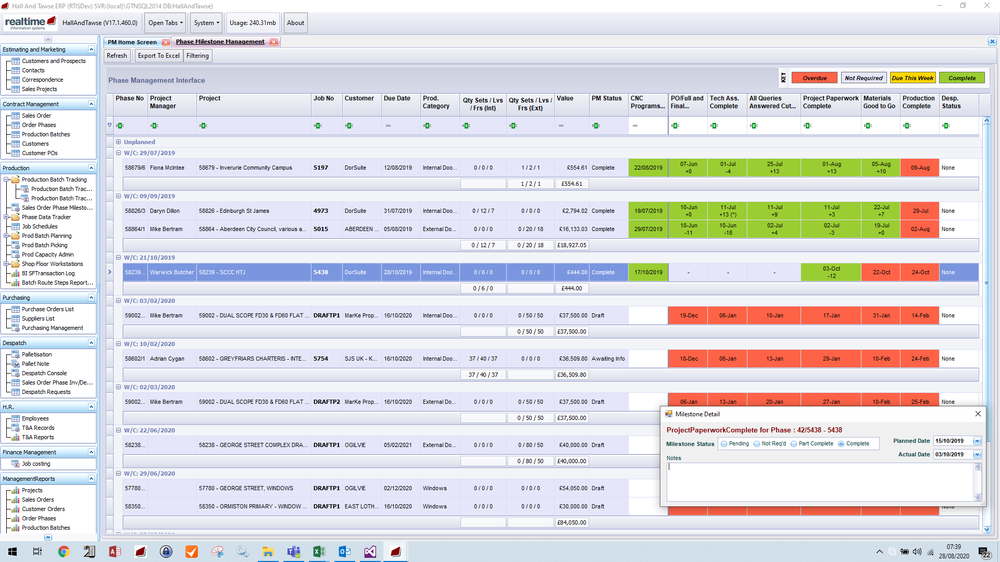 Hall And Tawse ERP (RTISDev) SVR:(local)\GTNSQL2014 DB:HallAndTawse)
realtime information systems
HallAndTawse (V17.1.460.0) Open Tabs System Usage: 240.31mb About
PM Home Screen Phase Milestone Management
Refresh Export To Excel Filtering
Estimating and Marketing
Customers and Prospects
Contacts
Correspondence
Sales Projects
Contract Management
Sales Order
Order Phases
Production Batches
Customers
Customer POs
Production
Production Batch Tracking
Production Batch Trac...
Production Batch Trac...
Sales Order Phase Milesto...
Phase Data Tracker
Job Schedules
Prod Batch Planning
Prod Batch Picking
Prod Capacity Admin
Shop Floor Workstations
BI SFTransaction Log
Batch Route Steps Report...
Purchasing
Purchase Orders List
Suppliers List
Purchasing Management
Despatch
Palletisation
Pallet Note
Despatch Console
Sales Order Phase Inv/De...
Despatch Requests
H.R.
Employees
T&A Records
T&A Reports
Finance Management
Job costing
ManagementReports
Projects
Sales Orders
Customer Orders
Order Phases
Production Batches
Phase Management Interface
KEY Overdue Not Required Due This Week Complete
Phase No Project Manager Project Job No Customer Due Date Prod. Category Qty Sets / Lvs / Frs (Int) Qty Sets / Lvs / Frs (Ext) Value PM Status CNC Programs... PO/Full and Final... Tech Ass. Complete All Queries Answered Cut... Project Paperwork Complete Materials Good to Go Production Complete Desp. Status
Unplanned
W/C: 29/07/2019
58679/6 Fiona McIntee 58679 - Inverurie Community Campus 5197 DorSuite 12/08/2019 Internal Doo... 0 / 0 / 0 1 / 2 / 1 £554.61 Complete 22/08/2019 07-Jun +0 01-Jul -4 25-Jul +13 01-Aug +13 05-Aug +10 09-Aug None
1 / 2 / 1 £554.61
W/C: 09/09/2019
58826/3 Daryn Dillon 58826 - Edinburgh St James 4973 DorSuite 31/07/2019 Internal Doo... 0 / 12 / 7 0 / 0 / 0 £2,794.02 Complete 19/07/2019 10-Jun +0 11-Jul +13 (*) 11-Jul +9 11-Jul +3 22-Jul +7 29-Jul None
58864/1 Mike Bertram 58864 - Aberdeen City Council, various a... 5015 ABERDEEN ... 05/08/2019 External Do... 0 / 0 / 0 0 / 20 / 18 £16,133.03 Complete 29/07/2019 10-Jun -11 10-Jun -18 02-Jul +4 02-Jul -3 19-Jul +0 02-Aug None
0 / 12 / 7 0 / 20 / 18 £18,927.05
W/C: 21/10/2019
58239... Warwick Butcher 58239 - SCCC HTJ 5438 DorSuite 28/10/2019 Internal Doo... 0 / 6 / 0 0 / 0 / 0 £444.00 Complete 17/10/2019 - - - 03-Oct -12 22-Oct 24-Oct None
0 / 6 / 0 £444.00
W/C: 03/02/2020
59002... Mike Bertram 59002 - DUAL SCOPE FD30 & FD60 FLAT ... DRAFTP1 MarKe Prop... 16/10/2020 Internal Doo... 0 / 0 / 0 0 / 50 / 50 £37,500.00 Draft 19-Dec 06-Jan 10-Jan 17-Jan 31-Jan 14-Feb None
0 / 50 / 50 £37,500.00
W/C: 10/02/2020
58602/1 Adrian Cygan 58602 - GREYFRIARS CHARTERIS - INTE... 5754 SJS UK - K... 16/10/2020 Internal Doo... 37 / 40 / 37 0 / 0 / 0 £36,509.80 Awaiting Info 18-Dec 06-Jan 13-Jan 29-Jan 10-Feb 24-Feb None
37 / 40 / 37 £36,509.80
W/C: 02/03/2020
59002... Mike Bertram 59002 - DUAL SCOPE FD30 & FD60 FLAT ... DRAFTP2 MarKe Prop... 16/10/2020 External Do... 0 / 0 / 0 0 / 50 / 50 £37,500.00 Draft 06-Jan 13-Jan 20-Jan 27-Jan 10-Feb 25-Feb None
0 / 50 / 50 £37,500.00
W/C: 22/06/2020
58238... 58238 - GEORGE STREET COMPLEX DRA... DRAFTP1 OGILVIE 05/02/2021 External Do... 0 / 0 / 0 0 / 80 / 50 £40,000.00 Draft
0 / 80 / 50 £40,000.00
W/C: 29/06/2020
57780... 57780 - GEORGE STREET, WINDOWS DRAFTP1 OGILVIE 02/12/2020 Windows 0 / 0 / 0 0 / 0 / 0 £54,050.00 Draft
58350... 58350 - ORMISTON PRIMARY - WINDOW ... DRAFTP1 EAST LOTH... 16/10/2020 Windows 0 / 0 / 0 0 / 0 / 0 £30,000.00 Draft None
£84,050.00
Milestone Detail
ProjectPaperworkComplete for Phase : 42/5438 - 5438
Milestone Status Pending Not Req'd Part Complete Complete
Planned Date 15/10/2019
Actual Date 03/10/2019
Notes
07:39
28/08/2020
22